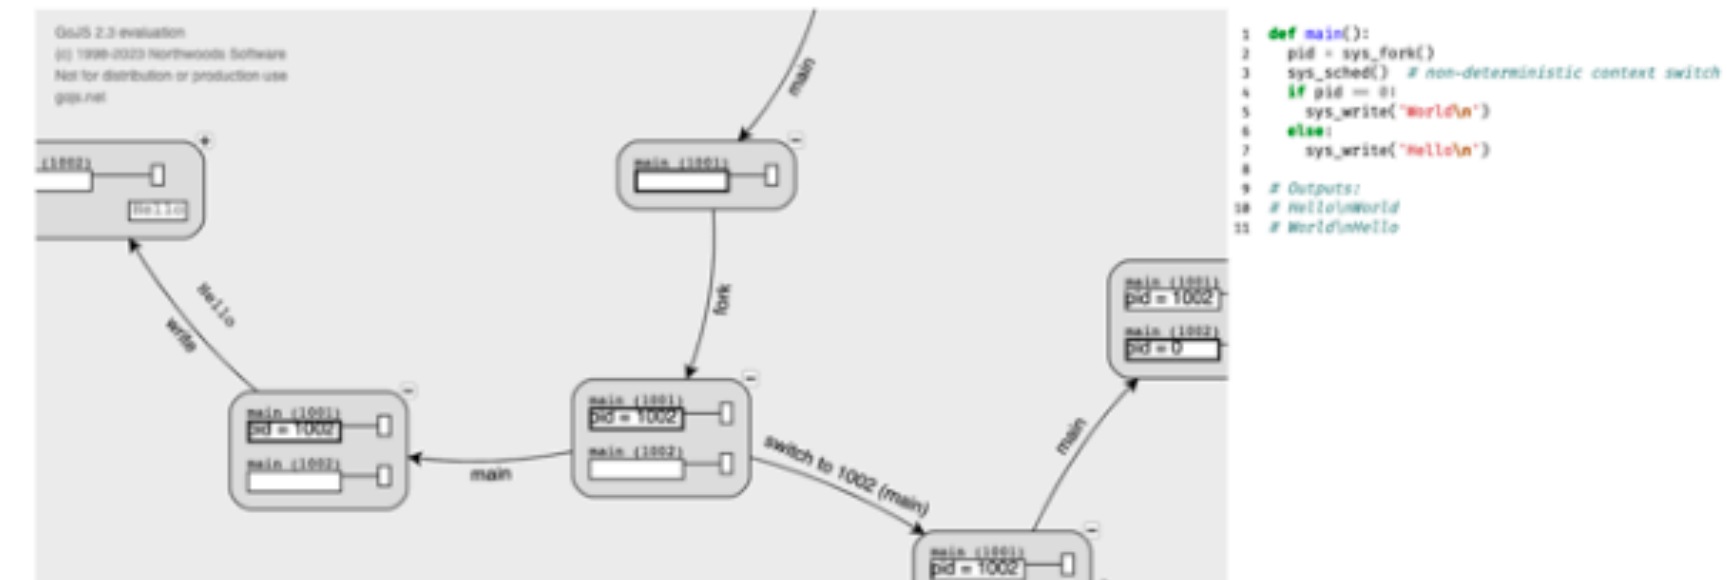 GoJS 2.3 evaluation
(c) 1998-2023 Northwoods Software
Not for distribution or production use
gojs.net
main
main (1001)
fork
(1002)
Hello
Hello
write
main (1001)
pid = 1002
main (1002)
main
main (1001)
pid = 1002
main (1002)
switch to 1002 (main)
main (1001)
pid = 1002
main
main (1001)
pid = 1002
main (1002)
pid = 0
1 def main():
2 pid = sys_fork()
3 sys_sched() # non-deterministic context switch
4 if pid == 0:
5 sys_write("World\n")
6 else:
7 sys_write("Hello\n")
8
9 # Outputs:
10 # Hello\nWorld
11 # World\nHello